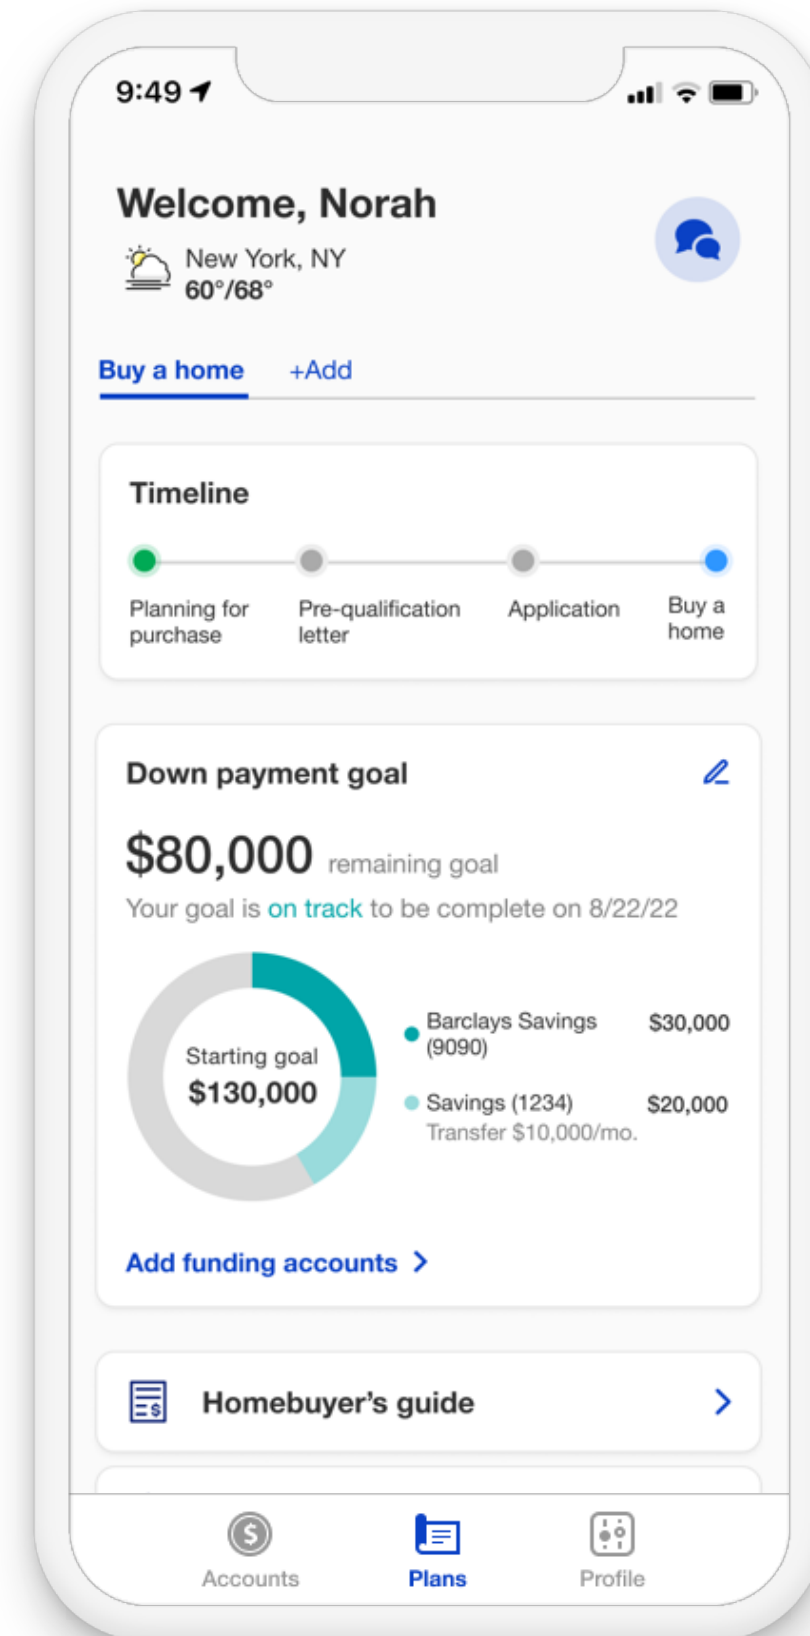 9:49
Welcome, Norah
New York, NY
60°/68°
Buy a home
+Add
Timeline
Planning for
purchase
Pre-qualification
letter
Application
Buy a
home
Down payment goal
$80,000 remaining goal
Your goal is on track to be complete on 8/22/22
Starting goal
$130,000
Barclays Savings
(9090)
$30,000
Savings (1234)
$20,000
Transfer $10,000/mo.
Add funding accounts
$
Homebuyer’s guide
$
Accounts
Plans
Profile